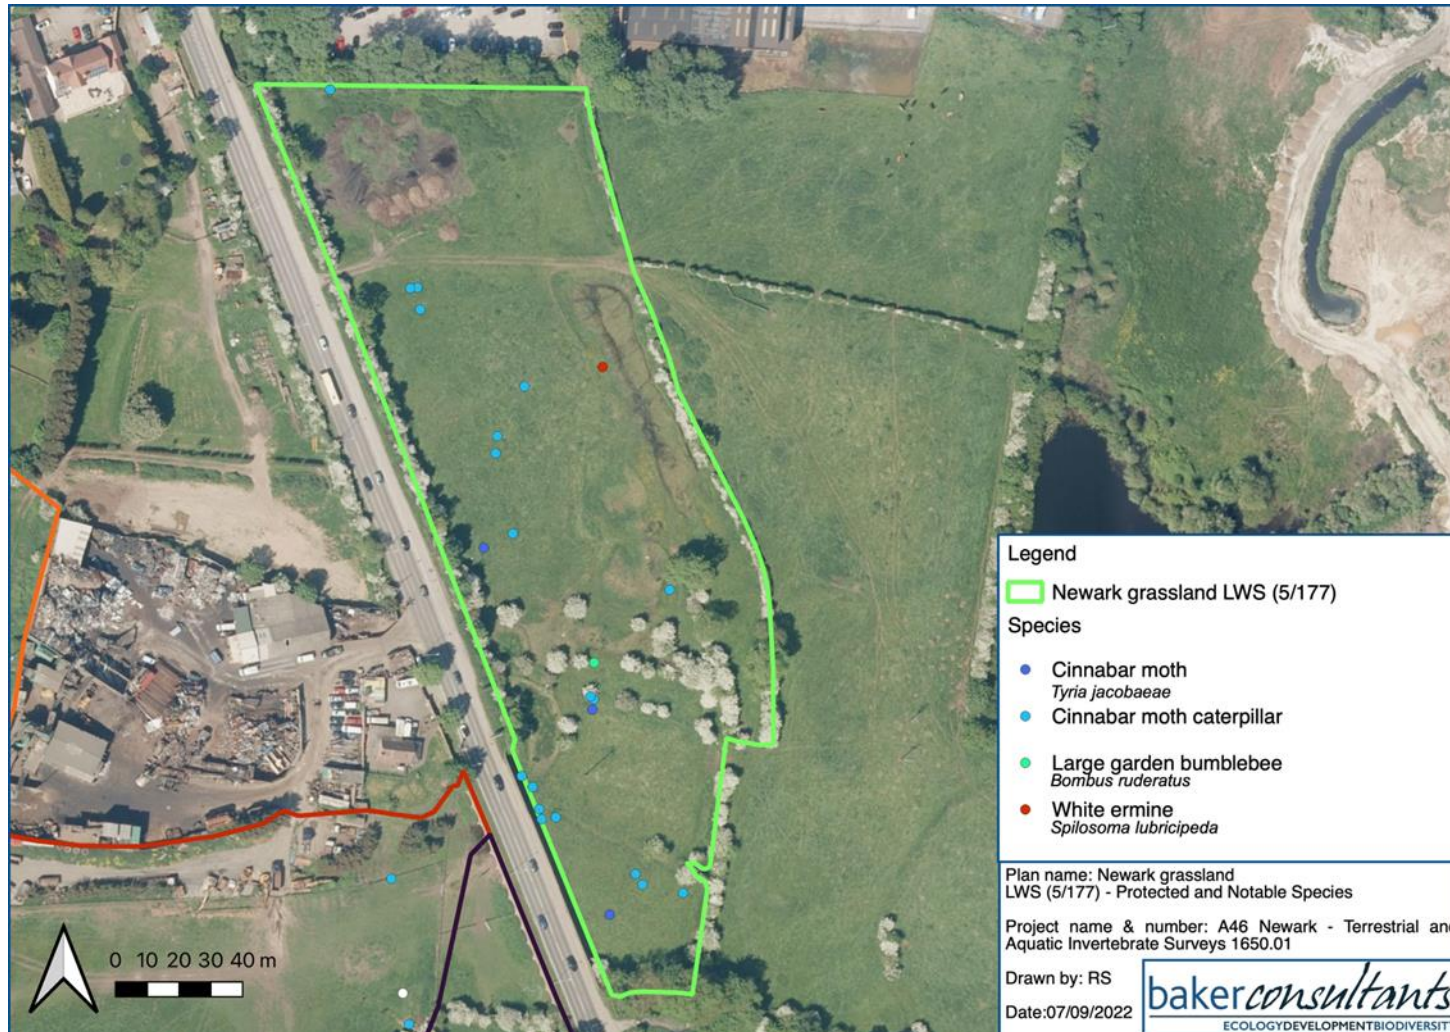 Legend
Newark grassland LWS (5/177)
Species
Cinnabar moth
Tyria jacobaeae
Cinnabar moth caterpillar
Large garden bumblebee
Bombus ruderatus
White ermine
Spilosoma lubricipeda
Plan name: Newark grassland
LWS (5/177) - Protected and Notable Species
Project name & number: A46 Newark - Terrestrial and
Aquatic Invertebrate Surveys 1650.01
Drawn by: RS
Date:07/09/2022
bakerconsultants
ECOLOGYDEVELOPMENTBIODIVERSITY
0 10 20 30 40 m